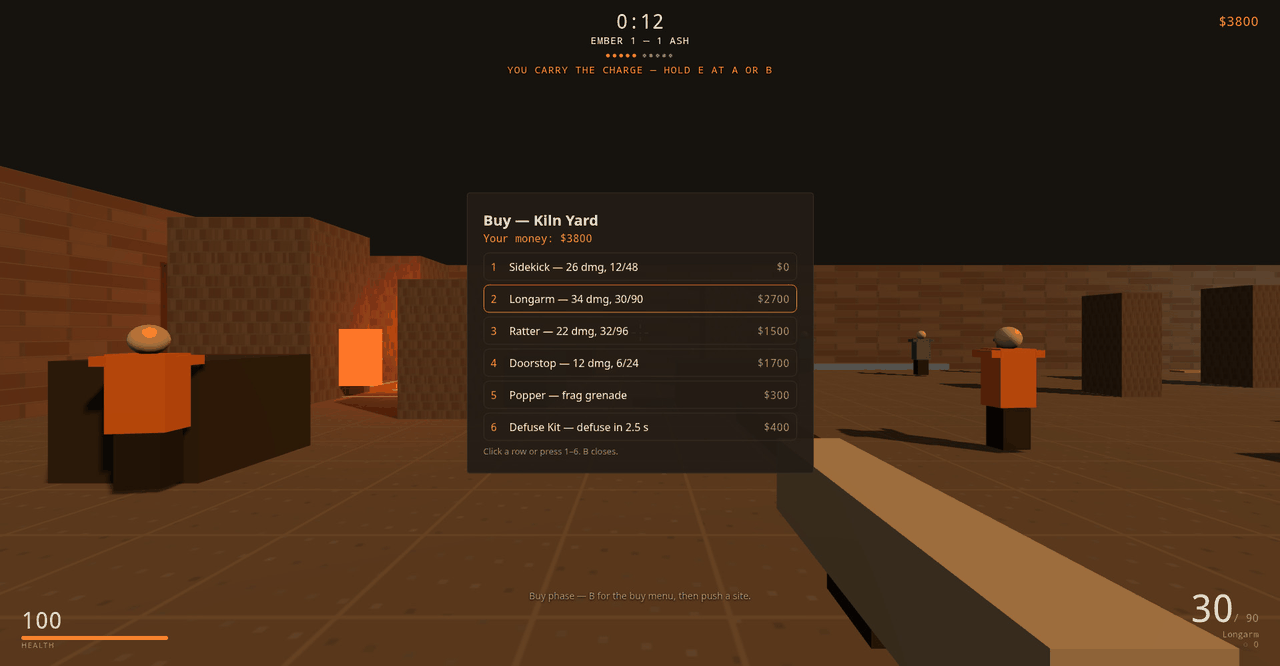 0:12
$3800
EMBER 1 — 1 ASH
YOU CARRY THE CHARGE — HOLD E AT A OR B
Buy — Kiln Yard
Your money: $3800
1 Sidekick — 26 dmg, 12/48 $0
2 Longarm — 34 dmg, 30/90 $2700
3 Ratter — 22 dmg, 32/96 $1500
4 Doorstop — 12 dmg, 6/24 $1700
5 Popper — frag grenade $300
6 Defuse Kit — defuse in 2.5 s $400
Click a row or press 1–6. B closes.
Buy phase — B for the buy menu, then push a site.
100
HEALTH
30 / 90
Longarm
0